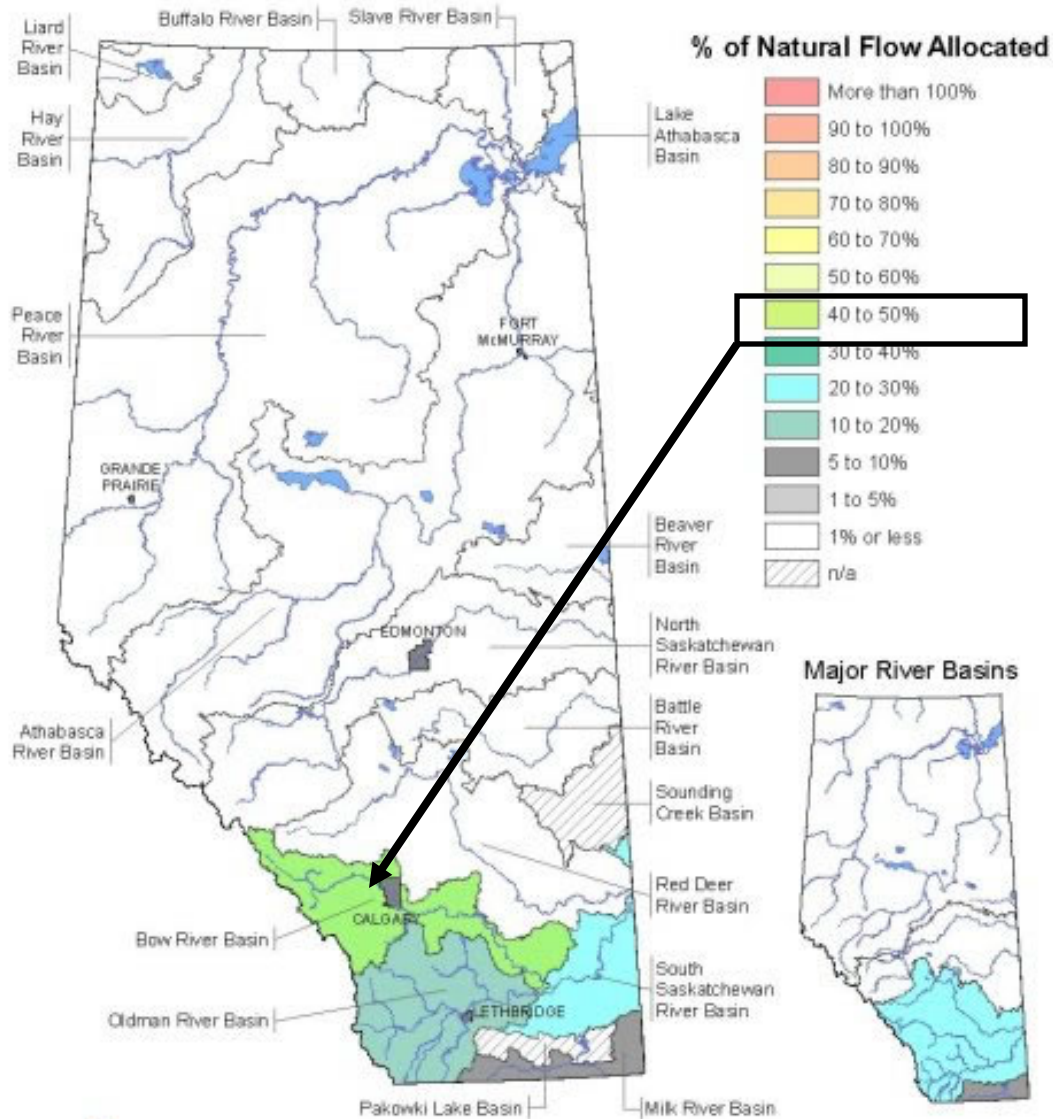 Buffalo River Basin
Slave River Basin
Liard
River
Basin
Hay
River
Basin
Lake
Athabasca
Basin
Peace
River
Basin
FORT
McMURRAY
GRANDE
PRAIRIE
Beaver
River
Basin
EDMONTON
North
Saskatchewan
River Basin
Athabasca
River Basin
Battle
River
Basin
Sounding
Creek Basin
Red Deer
River Basin
CALGARY
Bow River Basin
South
Saskatchewan
River Basin
Oldman River Basin
LETHBRIDGE
Pakowki Lake Basin
Milk River Basin
% of Natural Flow Allocated
More than 100%
90 to 100%
80 to 90%
70 to 80%
60 to 70%
50 to 60%
40 to 50%
30 to 40%
20 to 30%
10 to 20%
5 to 10%
1 to 5%
1% or less
n/a
Major River Basins